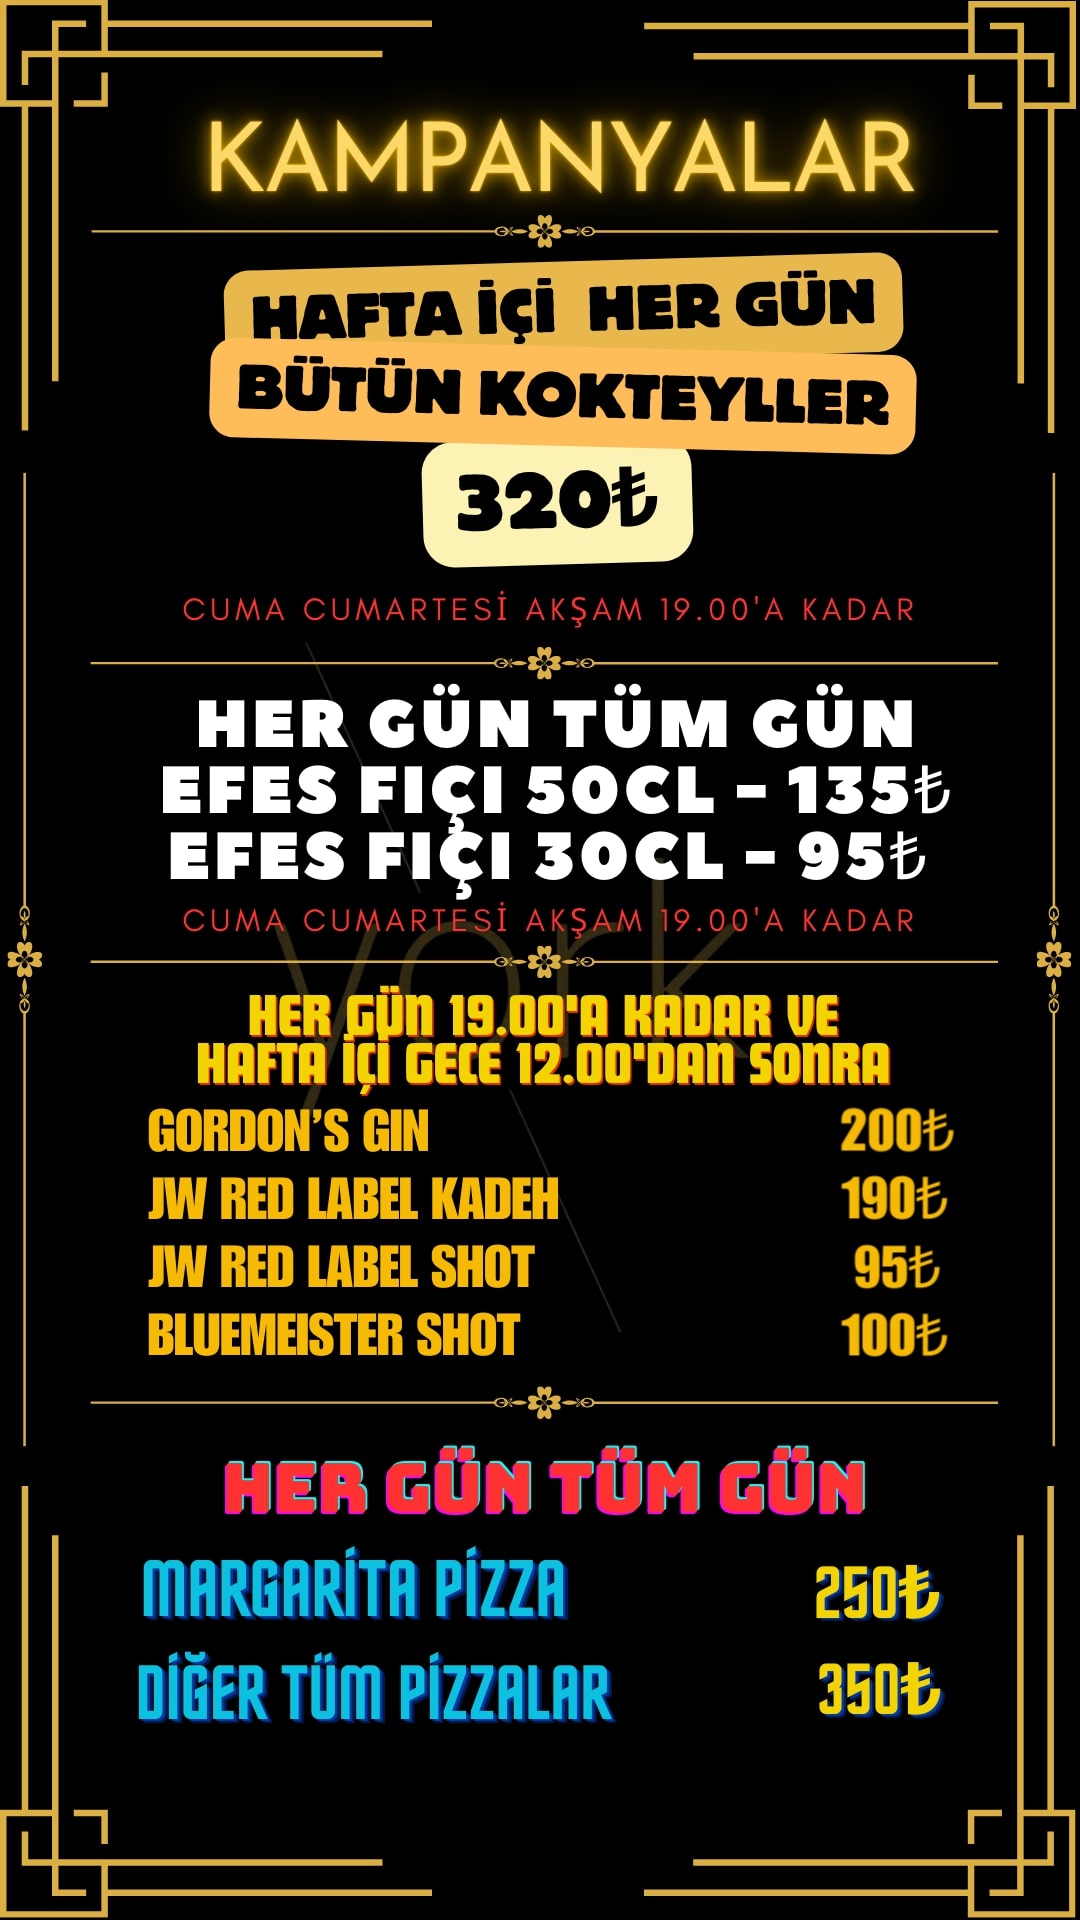 KAMPANYALAR
HAFTA İÇİ HER GÜN
BÜTÜN KOKTEYLLER
320₺
CUMA CUMARTESİ AKŞAM 19.00'A KADAR
HER GÜN TÜM GÜN
EFES FIÇI 50CL - 135₺
EFES FIÇI 30CL - 95₺
CUMA CUMARTESİ AKŞAM 19.00'A KADAR
york
HER GÜN 19.00'A KADAR VE
HAFTA İÇİ GECE 12.00'DAN SONRA
GORDON’S GIN 200₺
JW RED LABEL KADEH 190₺
JW RED LABEL SHOT 95₺
BLUEMEISTER SHOT 100₺
HER GÜN TÜM GÜN
MARGARİTA PİZZA 250₺
DİĞER TÜM PİZZALAR 350₺